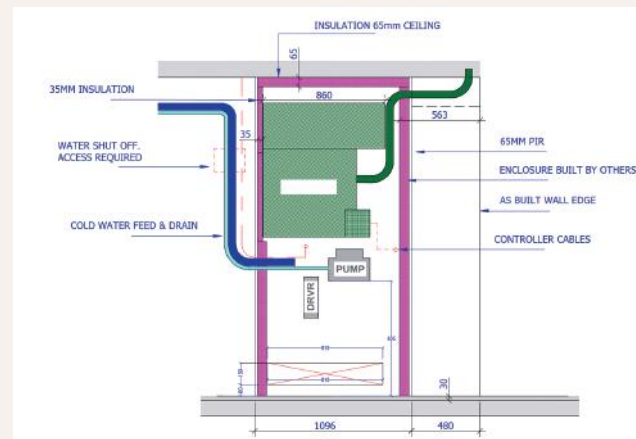 INSULATION 65mm CEILING
65
35MM INSULATION
860
563
35
65MM PIR
WATER SHUT OFF.
ACCESS REQUIRED
ENCLOSURE BUILT BY OTHERS
AS BUILT WALL EDGE
COLD WATER FEED & DRAIN
CONTROLLER CABLES
PUMP
DRVR
30
1096
480